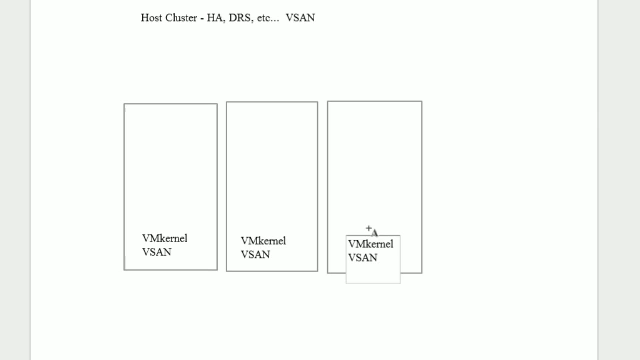 Host Cluster - HA, DRS, etc... VSAN
VMkernel
VSAN
VMkernel
VSAN
VMkernel
VSAN